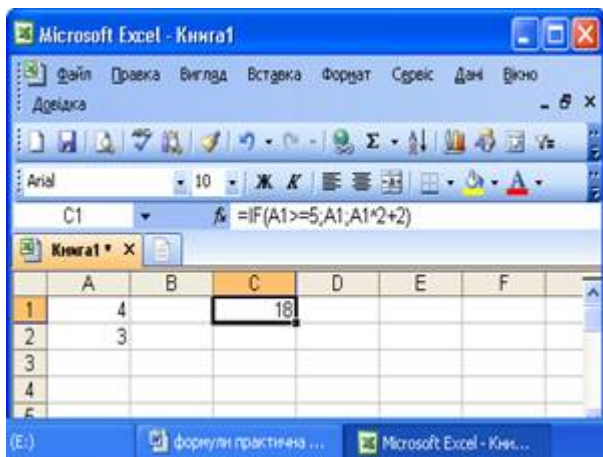 Microsoft Excel - Книга1
Файл Правка Вигляд Вставка Формат Сервіс Дані Вікно
Довідка
Arial 10 Ж К А
C1 fx =IF(A1>=5;A1;A1^2+2)
Книга1 * ×
A B C D E F
1 4 18
2 3
3
4
5
(E:) формули практична ... Microsoft Excel - Кни...